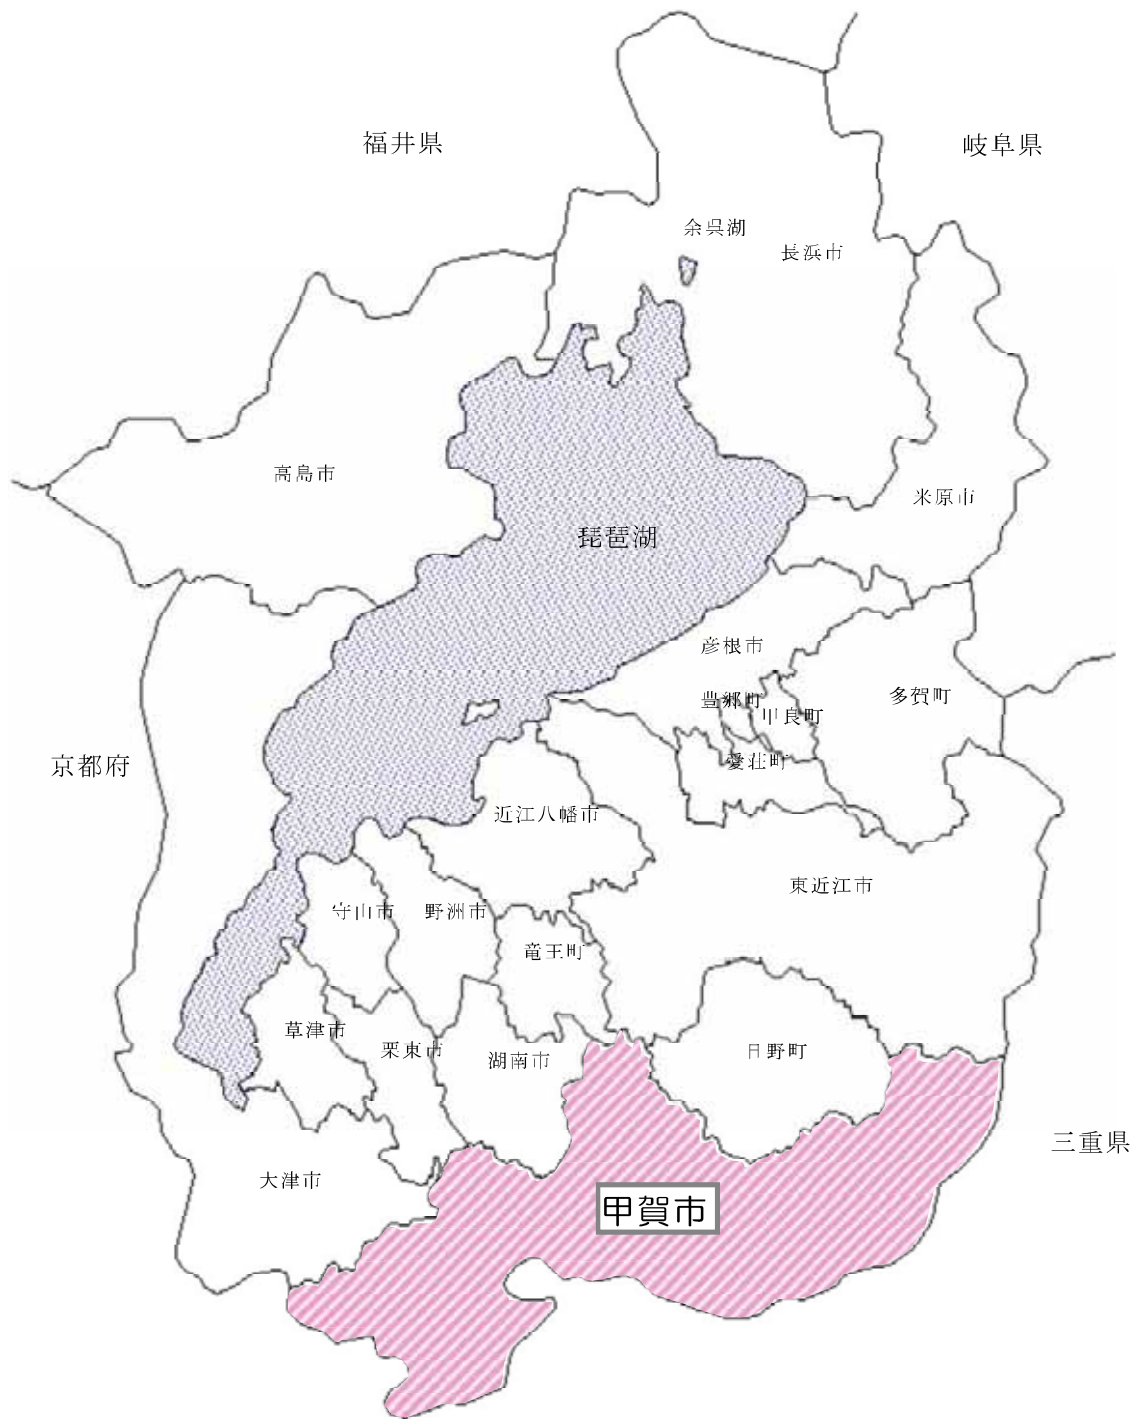 福井県
岐阜県
余呉湖
長浜市
高島市
米原市
琵琶湖
彦根市
多賀町
豊郷町
甲良町
愛荘町
京都府
近江八幡市
東近江市
守山市
野洲市
竜王町
草津市
栗東市
湖南市
日野町
三重県
大津市
甲賀市